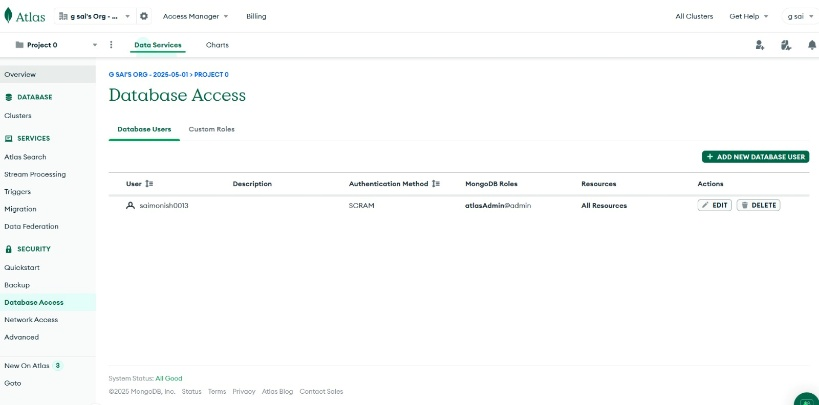 Atlas
g sai's Org - ...
Access Manager
Billing
All Clusters
Get Help
g sai
Project 0
Data Services
Charts
Overview
DATABASE
Clusters
SERVICES
Atlas Search
Stream Processing
Triggers
Migration
Data Federation
SECURITY
Quickstart
Backup
Database Access
Network Access
Advanced
New On Atlas 3
Goto
G SAI'S ORG - 2025-05-01 > PROJECT 0
Database Access
Database Users
Custom Roles
+ ADD NEW DATABASE USER
User Description Authentication Method MongoDB Roles Resources Actions
saimonish0013 SCRAM atlasAdmin@admin All Resources EDIT DELETE
System Status: All Good
©2025 MongoDB, Inc. Status Terms Privacy Atlas Blog Contact Sales